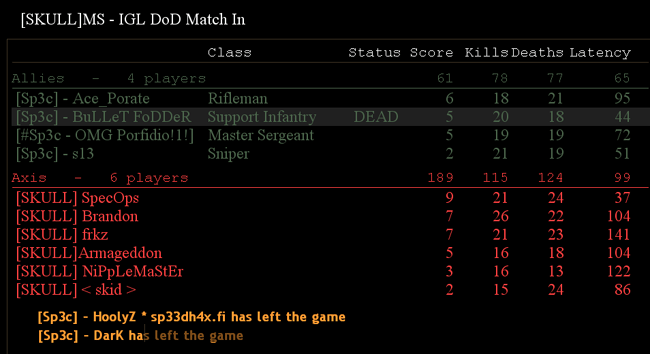 [SKULL]MS - IGL DoD Match In
Class Status Score Kills Deaths Latency
Allies - 4 players 61 78 77 65
[Sp3c] - Ace_Porate Rifleman 6 18 21 95
[Sp3c] - BuLLeT FoDDeR Support Infantry DEAD 5 20 18 44
[#Sp3c - OMG Porfidio!1!] Master Sergeant 5 19 19 72
[Sp3c] - s13 Sniper 2 21 19 51
Axis - 6 players 189 115 124 99
[SKULL] SpecOps 9 21 24 37
[SKULL] Brandon 7 26 22 104
[SKULL] frkz 7 21 23 141
[SKULL]Armageddon 5 16 18 104
[SKULL] NiPpLeMaStEr 3 16 13 122
[SKULL] < skid > 2 15 24 86
[Sp3c] - HoolyZ * sp33dh4x.fi has left the game
[Sp3c] - DarK has left the game